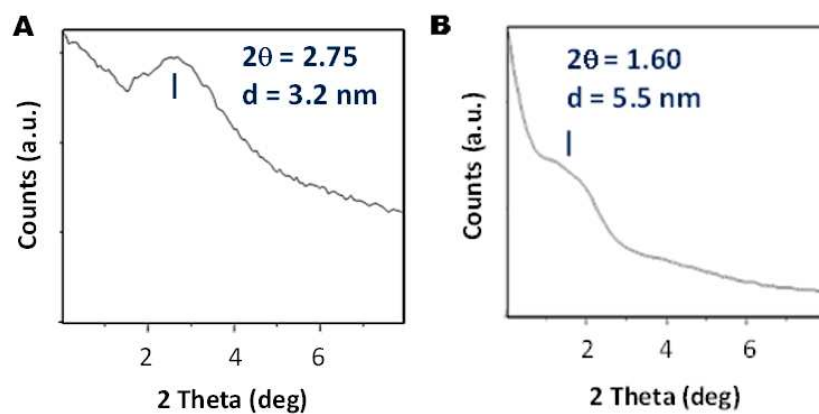 A
2θ = 2.75
d = 3.2 nm
Counts (a.u.)
2 4 6
2 Theta (deg)
B
2θ = 1.60
d = 5.5 nm
Counts (a.u.)
2 4 6
2 Theta (deg)